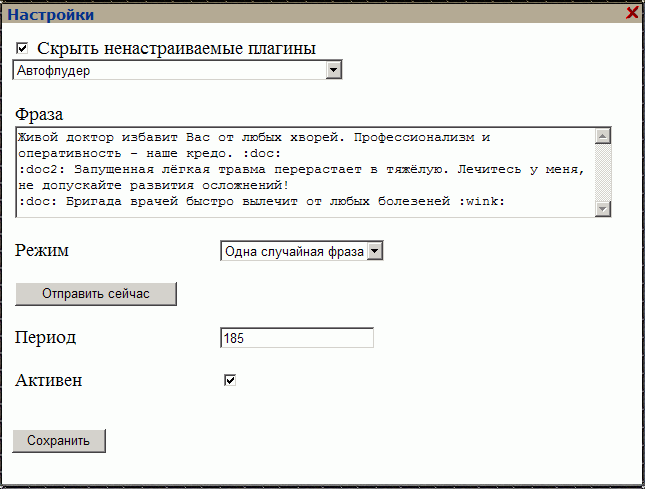 Настройки
Скрыть ненастраиваемые плагины
Автофлудер
Фраза
Живой доктор избавит Вас от любых хворей. Профессионализм и
оперативность - наше кредо. :doc:
:doc2: Запущенная лёгкая травма перерастает в тяжёлую. Лечитесь у меня,
не допускайте развития осложнений!
:doc: Бригада врачей быстро вылечит от любых болезеней :wink:
Режим
Одна случайная фраза
Отправить сейчас
Период
185
Активен
Сохранить